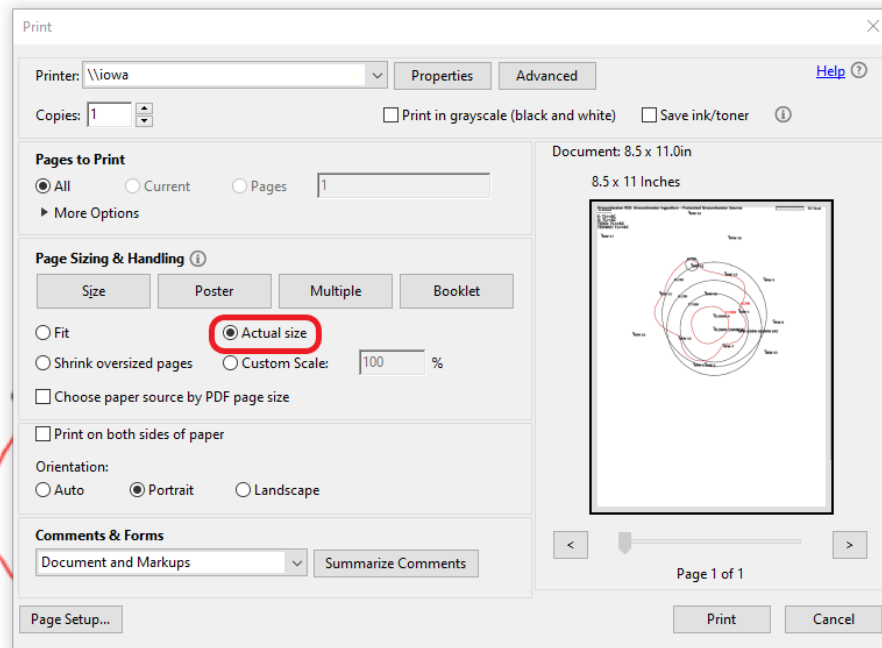 Print
Printer: \\iowa Properties Advanced Help
Copies: 1 Print in grayscale (black and white) Save ink/toner
Pages to Print
All Current Pages 1
More Options
Page Sizing & Handling
Size Poster Multiple Booklet
Fit Actual size
Shrink oversized pages Custom Scale: 100 %
Choose paper source by PDF page size
Print on both sides of paper
Orientation:
Auto Portrait Landscape
Comments & Forms
Document and Markups Summarize Comments
Document: 8.5 x 11.0in
8.5 x 11 Inches
< >
Page 1 of 1
Page Setup... Print Cancel